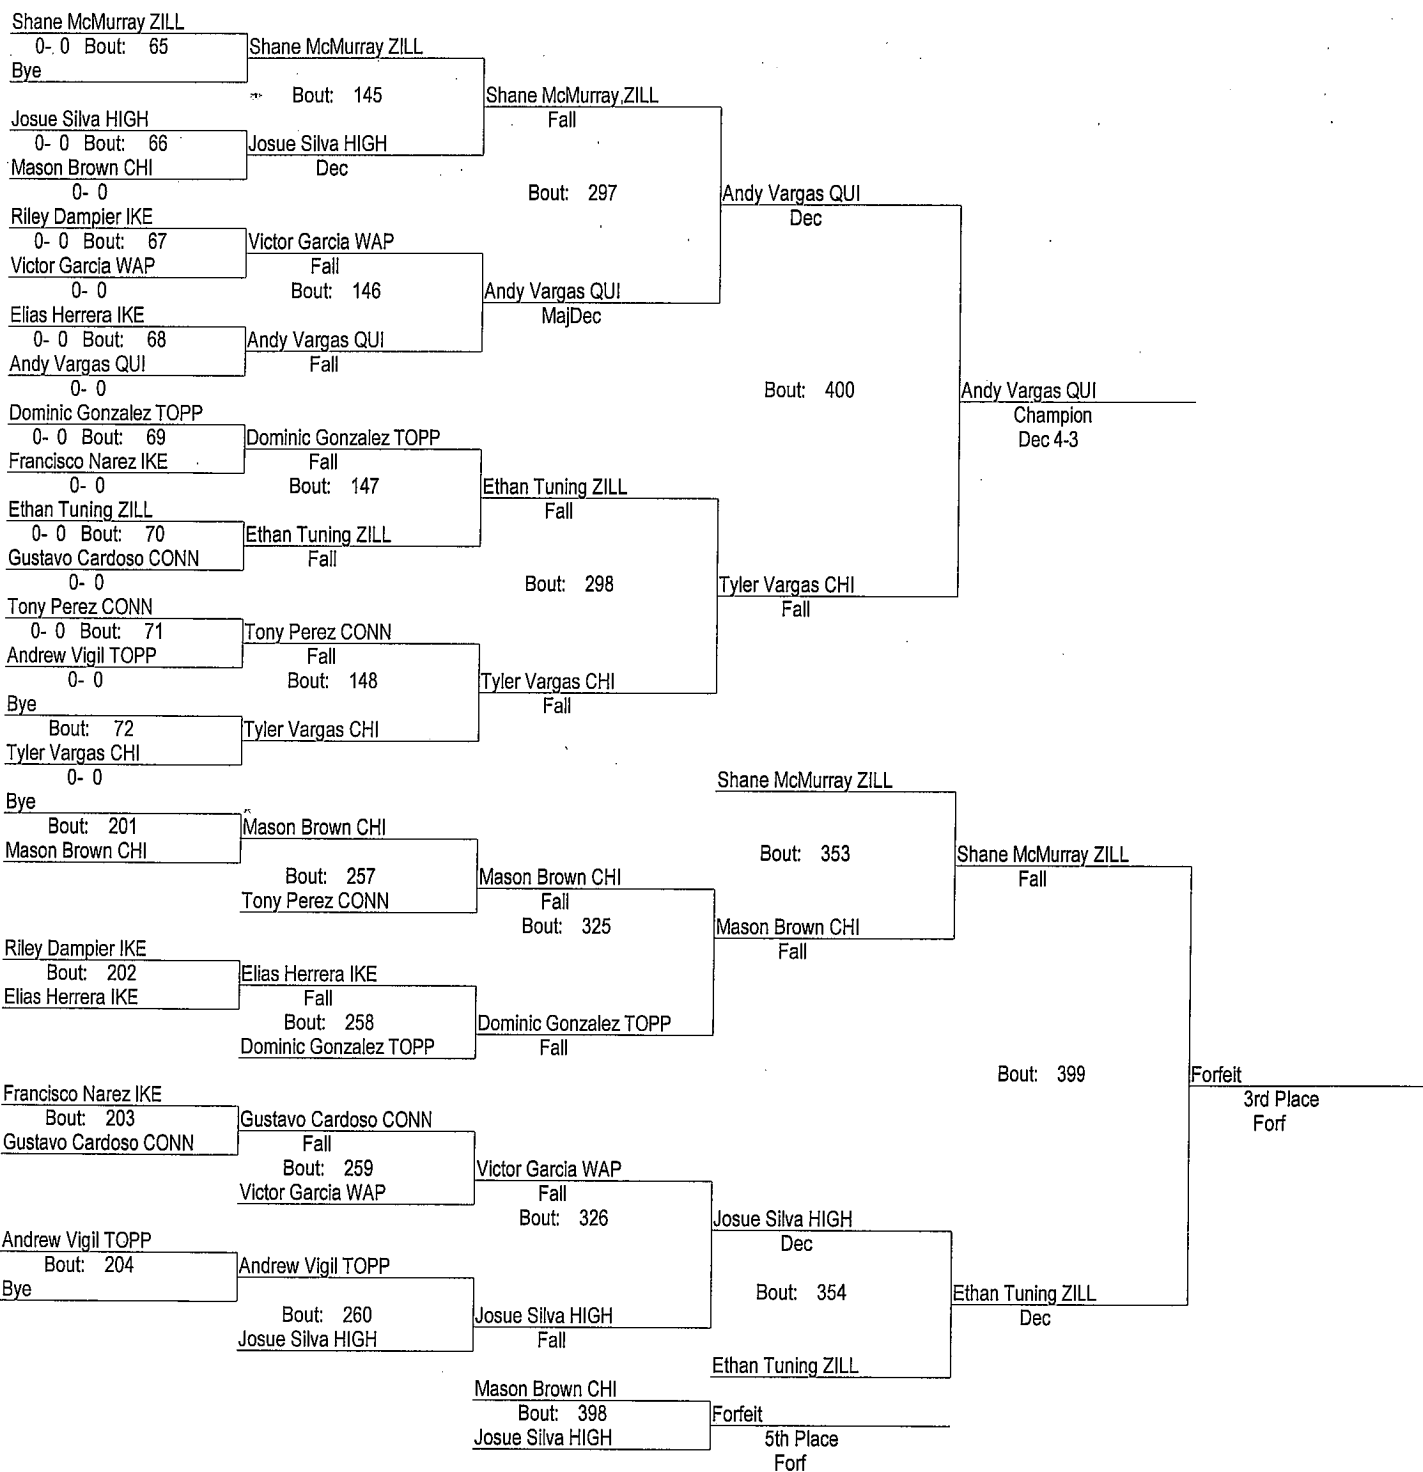 Shane McMurray ZILL
0- 0 Bout: 65
Bye
Shane McMurray ZILL
Bout: 145
Josue Silva HIGH
0- 0 Bout: 66
Mason Brown CHI
0- 0
Josue Silva HIGH
Dec
Shane McMurray ZILL
Fall
Bout: 297
Riley Dampier IKE
0- 0 Bout: 67
Victor Garcia WAP
0- 0
Victor Garcia WAP
Fall
Bout: 146
Elias Herrera IKE
0- 0 Bout: 68
Andy Vargas QUI
0- 0
Andy Vargas QUI
Fall
Andy Vargas QUI
MajDec
Andy Vargas QUI
Dec
Bout: 400
Andy Vargas QUI
Champion
Dec 4-3
Dominic Gonzalez TOPP
0- 0 Bout: 69
Francisco Narez IKE
0- 0
Dominic Gonzalez TOPP
Fall
Bout: 147
Ethan Tuning ZILL
0- 0 Bout: 70
Gustavo Cardoso CONN
0- 0
Ethan Tuning ZILL
Fall
Ethan Tuning ZILL
Fall
Bout: 298
Tony Perez CONN
0- 0 Bout: 71
Andrew Vigil TOPP
0- 0
Tony Perez CONN
Fall
Bout: 148
Bye
Bout: 72
Tyler Vargas CHI
0- 0
Tyler Vargas CHI
Tyler Vargas CHI
Fall
Tyler Vargas CHI
Fall
Bye
Bout: 201
Mason Brown CHI
Mason Brown CHI
Bout: 257
Tony Perez CONN
Mason Brown CHI
Fall
Bout: 325
Riley Dampier IKE
Bout: 202
Elias Herrera IKE
Elias Herrera IKE
Fall
Bout: 258
Dominic Gonzalez TOPP
Dominic Gonzalez TOPP
Fall
Shane McMurray ZILL
Bout: 353
Mason Brown CHI
Fall
Shane McMurray ZILL
Fall
Bout: 399
Forfeit
3rd Place
Forf
Francisco Narez IKE
Bout: 203
Gustavo Cardoso CONN
Gustavo Cardoso CONN
Fall
Bout: 259
Victor Garcia WAP
Victor Garcia WAP
Fall
Bout: 326
Andrew Vigil TOPP
Bout: 204
Bye
Andrew Vigil TOPP
Bout: 260
Josue Silva HIGH
Josue Silva HIGH
Fall
Josue Silva HIGH
Dec
Bout: 354
Ethan Tuning ZILL
Ethan Tuning ZILL
Dec
Mason Brown CHI
Bout: 398
Josue Silva HIGH
Forfeit
5th Place
Forf